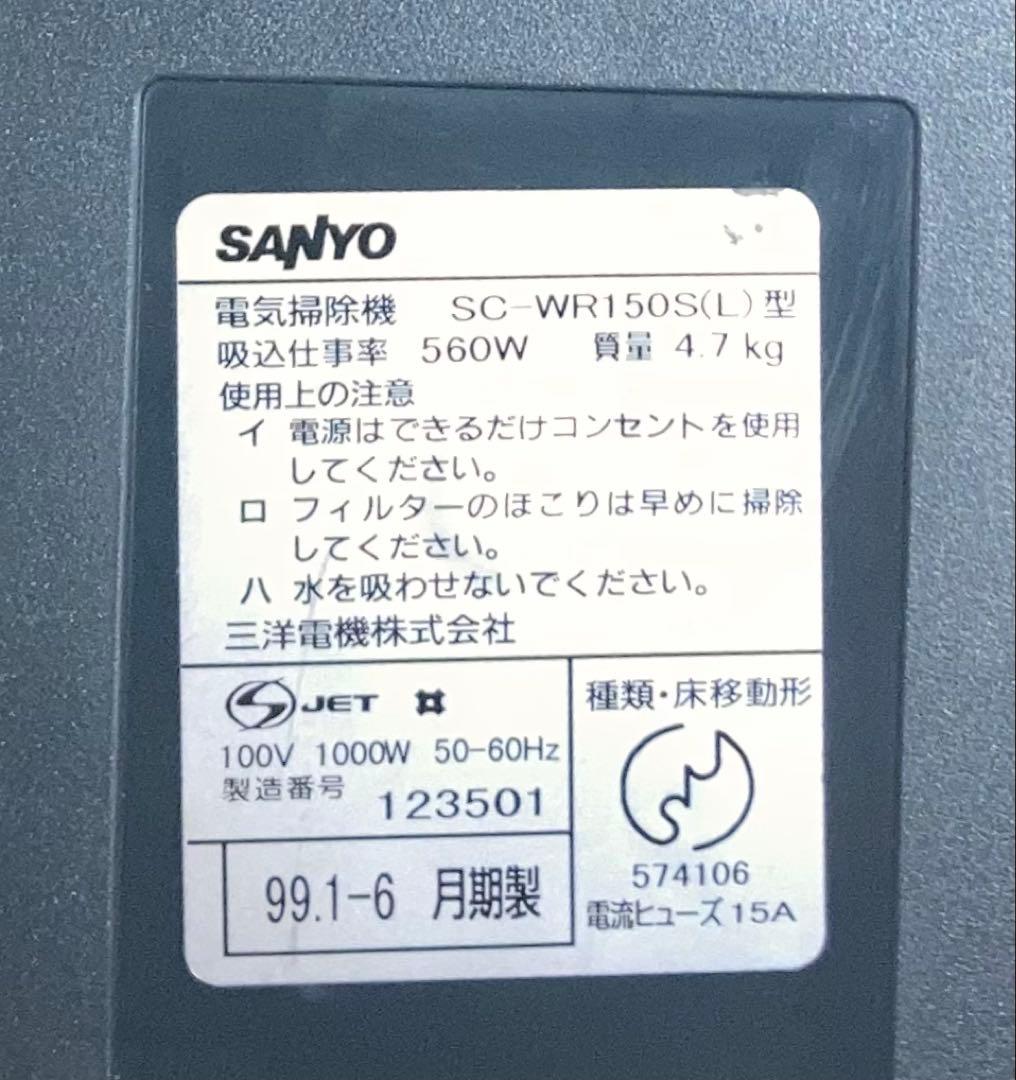 SANYO
電気掃除機 SC-WR150S(L)型
吸込仕事率 560W 質量 4.7 kg
使用上の注意
イ 電源はできるだけコンセントを使用
してください。
ロ フィルターのほこりは早めに掃除
してください。
ハ 水を吸わせないでください。
三洋電機株式会社
JET
100V 1000W 50-60Hz
製造番号 123501
99.1-6 月期製
種類・床移動形
574106
電流ヒューズ15A